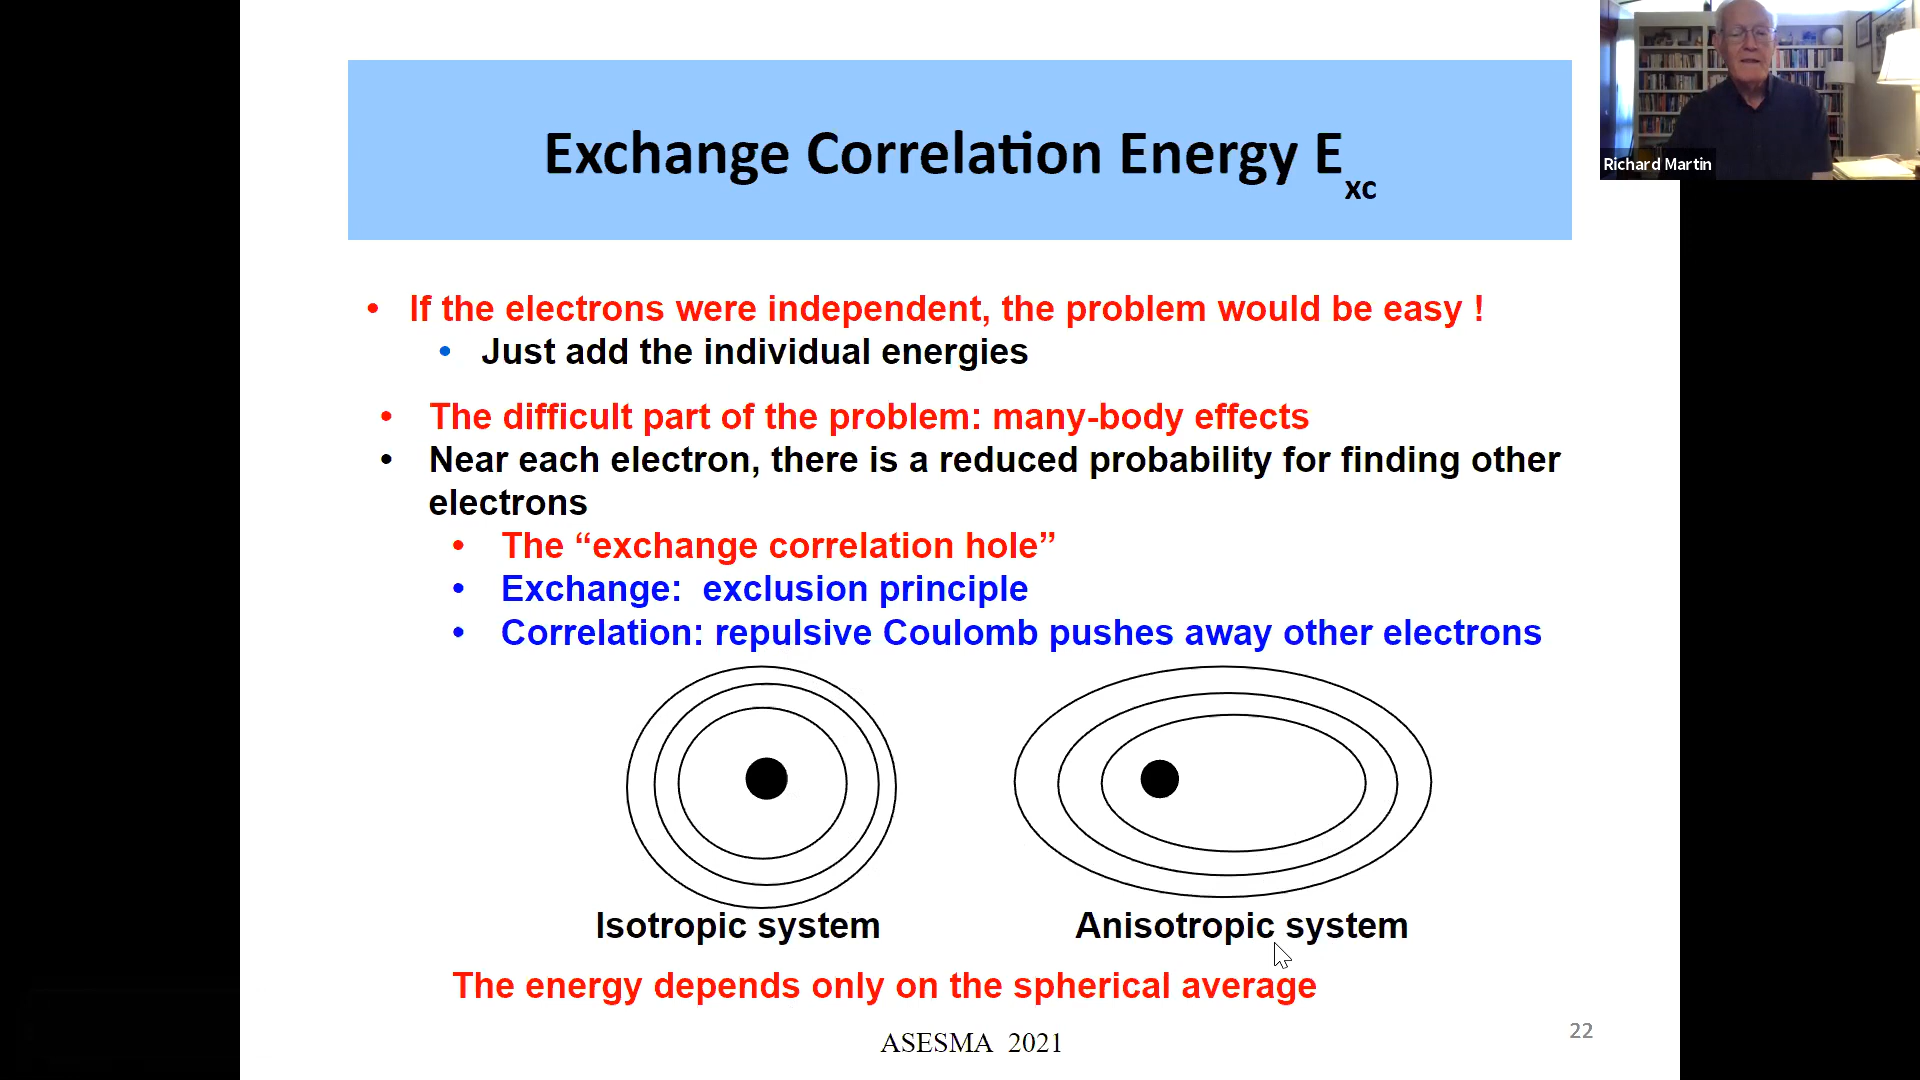 Exchange Correlation Energy E
xc
Richard Martin
• If the electrons were independent, the problem would be easy !
• Just add the individual energies
• The difficult part of the problem: many-body effects
• Near each electron, there is a reduced probability for finding other
electrons
• The “exchange correlation hole”
• Exchange: exclusion principle
• Correlation: repulsive Coulomb pushes away other electrons
Isotropic system
Anisotropic system
The energy depends only on the spherical average
ASESMA 2021
22